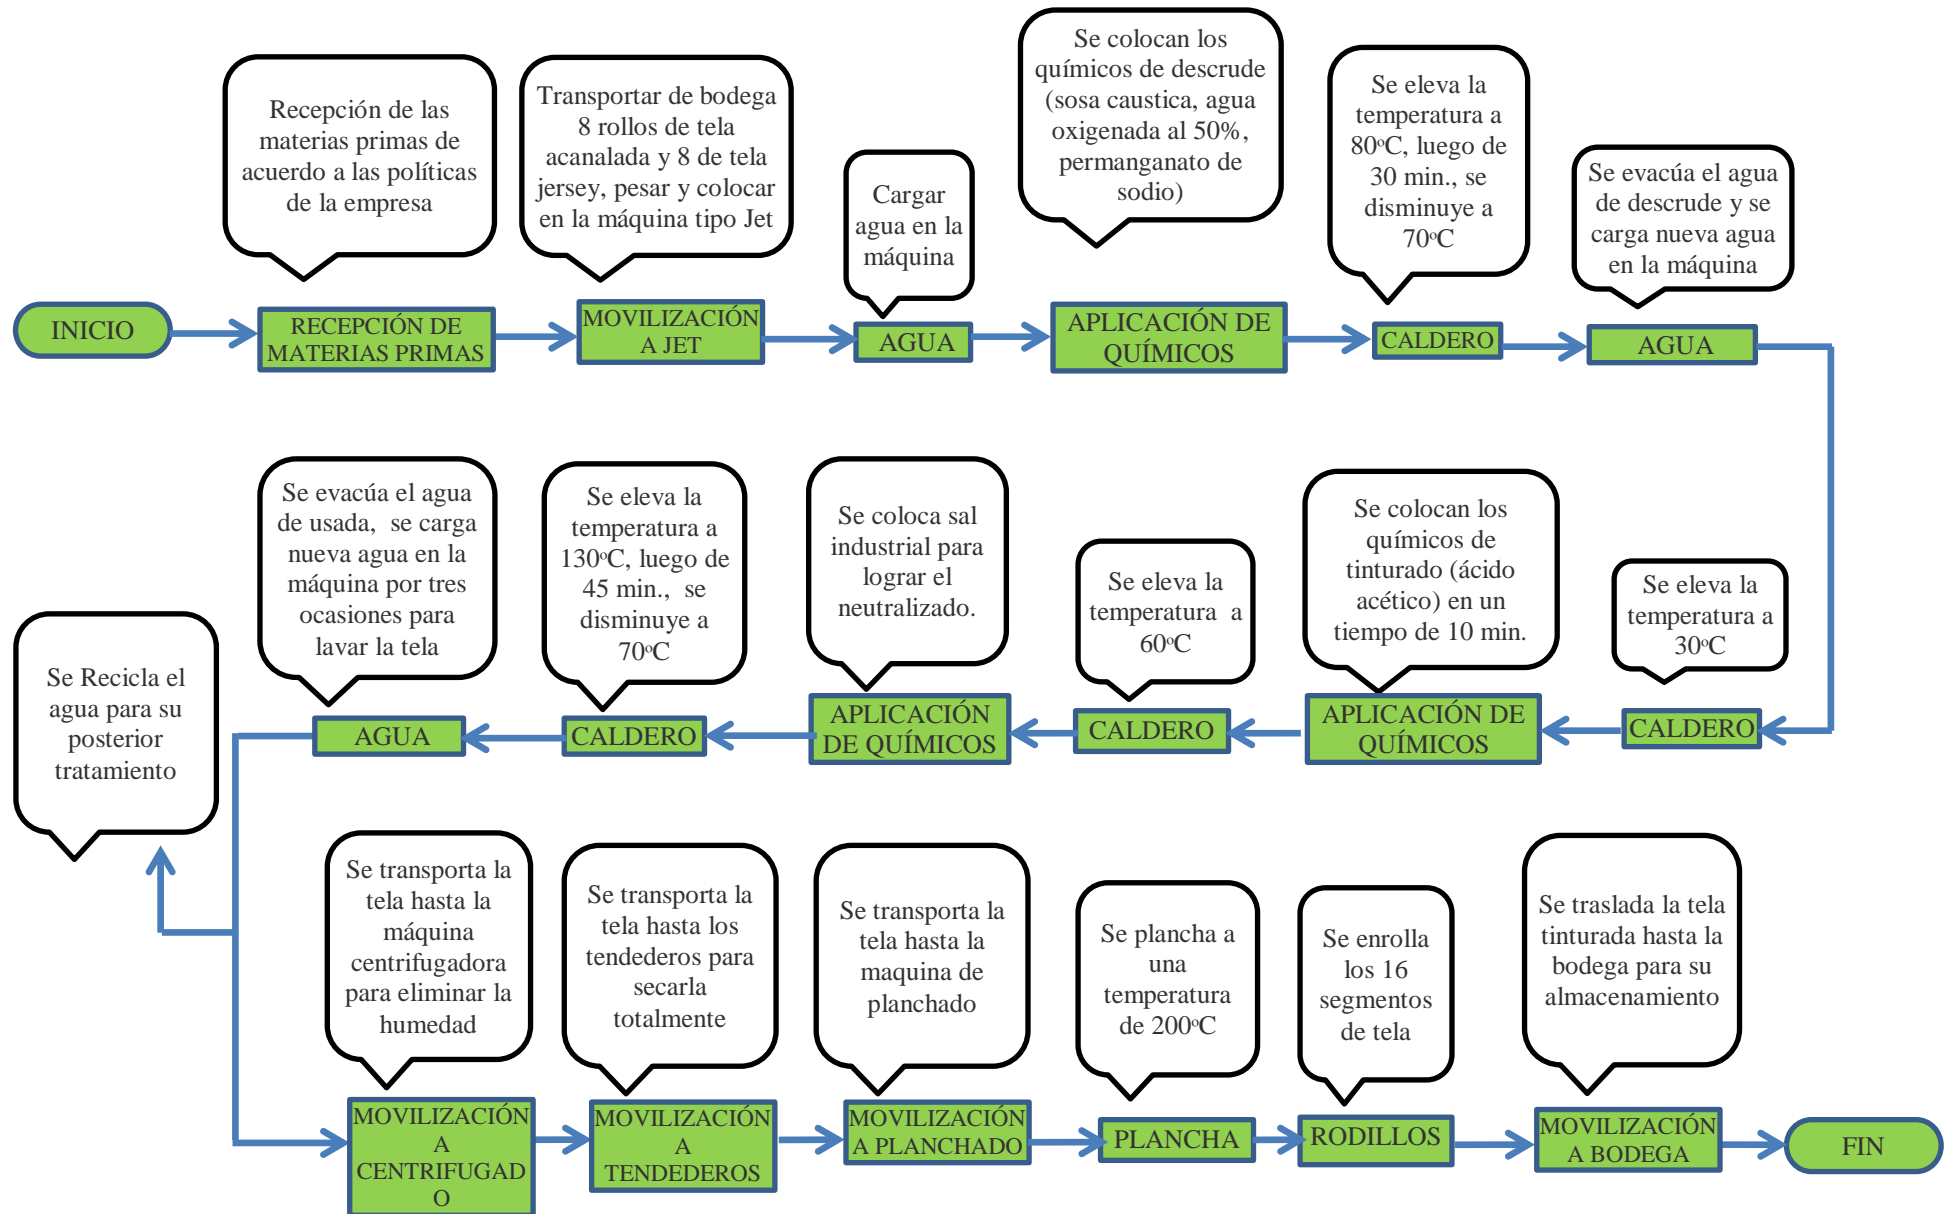 Recepción de las
materias primas de
acuerdo a las políticas
de la empresa
Transportar de bodega
8 rollos de tela
acanalada y 8 de tela
jersey, pesar y colocar
en la máquina tipo Jet
Cargar
agua en la
máquina
Se colocan los
químicos de descrude
(sosa caustica, agua
oxigenada al 50%,
permanganato de
sodio)
Se eleva la
temperatura a
80ºC, luego de
30 min., se
disminuye a
70ºC
Se evacúa el agua
de descrude y se
carga nueva agua
en la máquina
INICIO
RECEPCIÓN DE
MATERIAS PRIMAS
MOVILIZACIÓN
A JET
AGUA
APLICACIÓN DE
QUÍMICOS
CALDERO
AGUA
Se Recicla el
agua para su
posterior
tratamiento
Se evacúa el agua
de usada, se carga
nueva agua en la
máquina por tres
ocasiones para
lavar la tela
Se eleva la
temperatura a
130ºC, luego de
45 min., se
disminuye a
70ºC
Se coloca sal
industrial para
lograr el
neutralizado.
Se eleva la
temperatura a
60ºC
Se colocan los
químicos de
tinturado (ácido
acético) en un
tiempo de 10 min.
Se eleva la
temperatura a
30ºC
AGUA
CALDERO
APLICACIÓN
DE QUÍMICOS
CALDERO
APLICACIÓN DE
QUÍMICOS
CALDERO
Se transporta la
tela hasta la
máquina
centrifugadora
para eliminar la
humedad
Se transporta la
tela hasta los
tendederos para
secarla
totalmente
Se transporta la
tela hasta la
maquina de
planchado
Se plancha a
una
temperatura
de 200ºC
Se enrolla
los 16
segmentos
de tela
Se traslada la tela
tinturada hasta la
bodega para su
almacenamiento
MOVILIZACIÓN
A
CENTRIFUGAD
O
MOVILIZACIÓN
A
TENDEDEROS
MOVILIZACIÓN
A PLANCHADO
PLANCHA
RODILLOS
MOVILIZACIÓN
A BODEGA
FIN